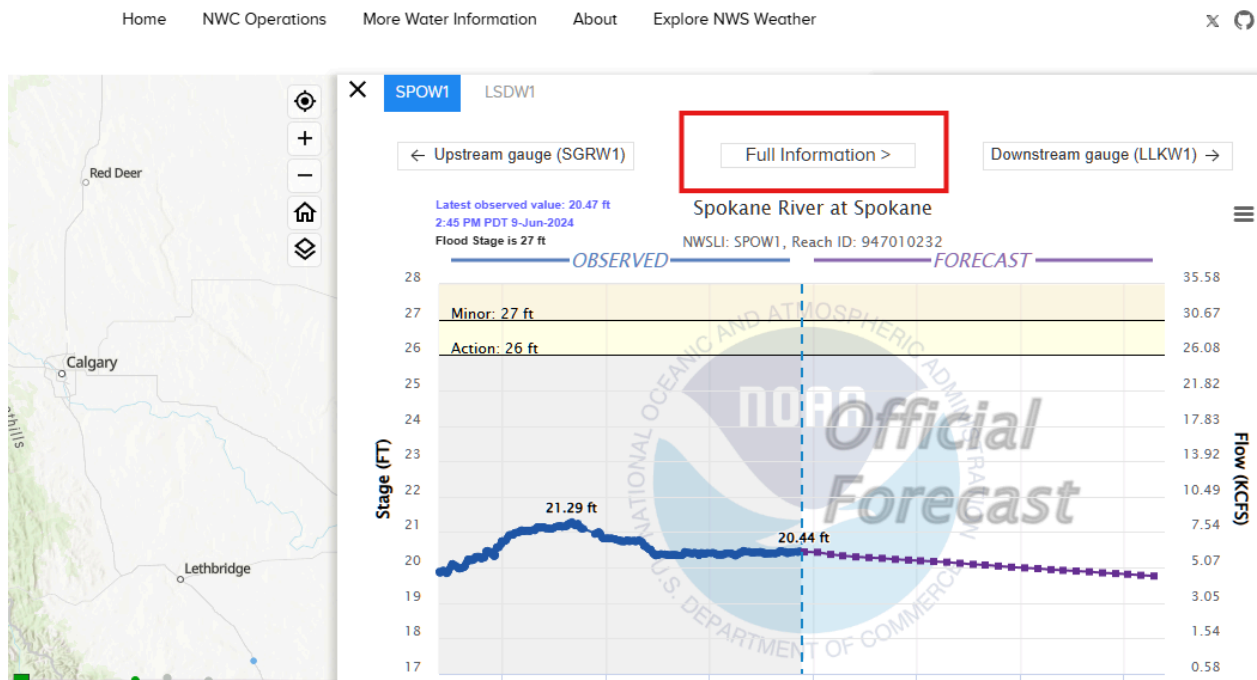 Home NWC Operations More Water Information About Explore NWS Weather
X
SPOW1 LSDW1
← Upstream gauge (SGRW1) Full Information > Downstream gauge (LLKW1) →
Latest observed value: 20.47 ft
2:45 PM PDT 9-Jun-2024
Flood Stage is 27 ft
Spokane River at Spokane
NWSLI: SPOW1, Reach ID: 947010232
OBSERVED FORECAST
28 35.58
27 Minor: 27 ft 30.67
26 Action: 26 ft 26.08
25 21.82
24 17.83
23 13.92
22 10.49
21 7.54
20 5.07
19 3.05
18 1.54
17 0.58
Stage (FT)
Flow (KCFS)
21.29 ft
20.44 ft
Official
Forecast
NATIONAL OCEANIC AND ATMOSPHERIC ADMINISTRATION
NOAA
U.S. DEPARTMENT OF COMMERCE
Red Deer
Calgary
thills
Lethbridge